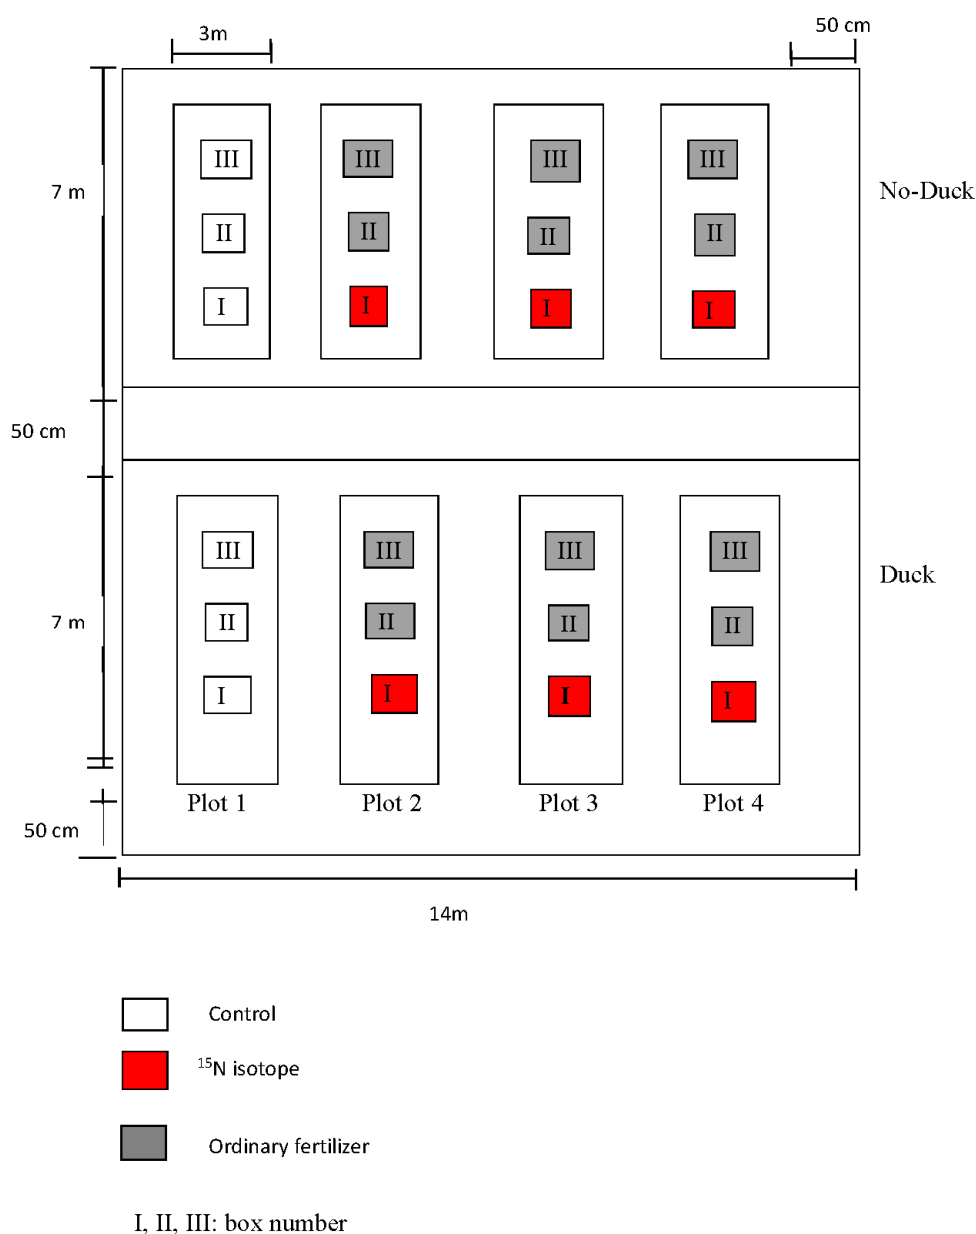 3m
50 cm
III III III III
7 m
No-Duck
II II II II
I I I I
50 cm
III III III III
Duck
7 m
II II II II
I I I I
Plot 1 Plot 2 Plot 3 Plot 4
50 cm
14m
Control
¹⁵N isotope
Ordinary fertilizer
I, II, III: box number